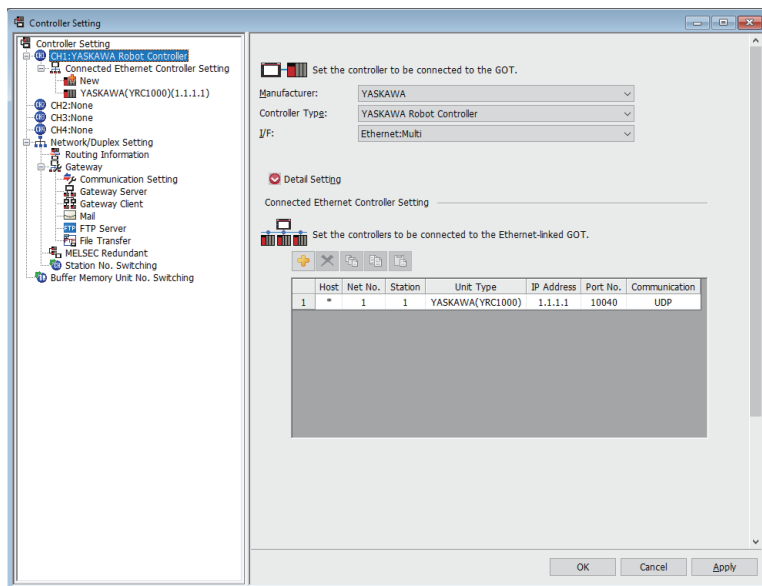 Controller Setting
Controller Setting
CH1:YASKAWA Robot Controller
Connected Ethernet Controller Setting
New
YASKAWA(YRC1000)(1.1.1.1)
CH2:None
CH3:None
CH4:None
Network/Duplex Setting
Routing Information
Gateway
Communication Setting
Gateway Server
Gateway Client
Mail
FTP Server
File Transfer
MELSEC Redundant
Station No. Switching
Buffer Memory Unit No. Switching
Set the controller to be connected to the GOT.
Manufacturer: YASKAWA
Controller Type: YASKAWA Robot Controller
I/F: Ethernet:Multi
Detail Setting
Connected Ethernet Controller Setting
Set the controllers to be connected to the Ethernet-linked GOT.
Host Net No. Station Unit Type IP Address Port No. Communication
1 * 1 1 YASKAWA(YRC1000) 1.1.1.1 10040 UDP
OK Cancel Apply